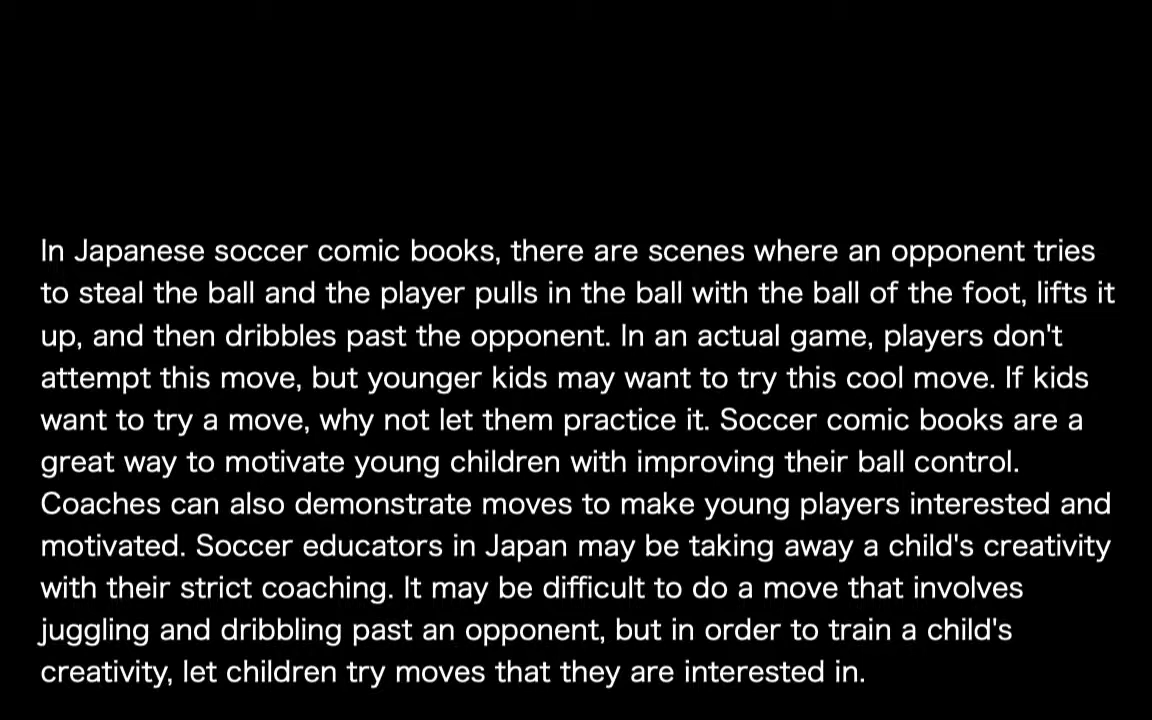 In Japanese soccer comic books, there are scenes where an opponent tries
to steal the ball and the player pulls in the ball with the ball of the foot, lifts it
up, and then dribbles past the opponent. In an actual game, players don't
attempt this move, but younger kids may want to try this cool move. If kids
want to try a move, why not let them practice it. Soccer comic books are a
great way to motivate young children with improving their ball control.
Coaches can also demonstrate moves to make young players interested and
motivated. Soccer educators in Japan may be taking away a child's creativity
with their strict coaching. It may be difficult to do a move that involves
juggling and dribbling past an opponent, but in order to train a child's
creativity, let children try moves that they are interested in.